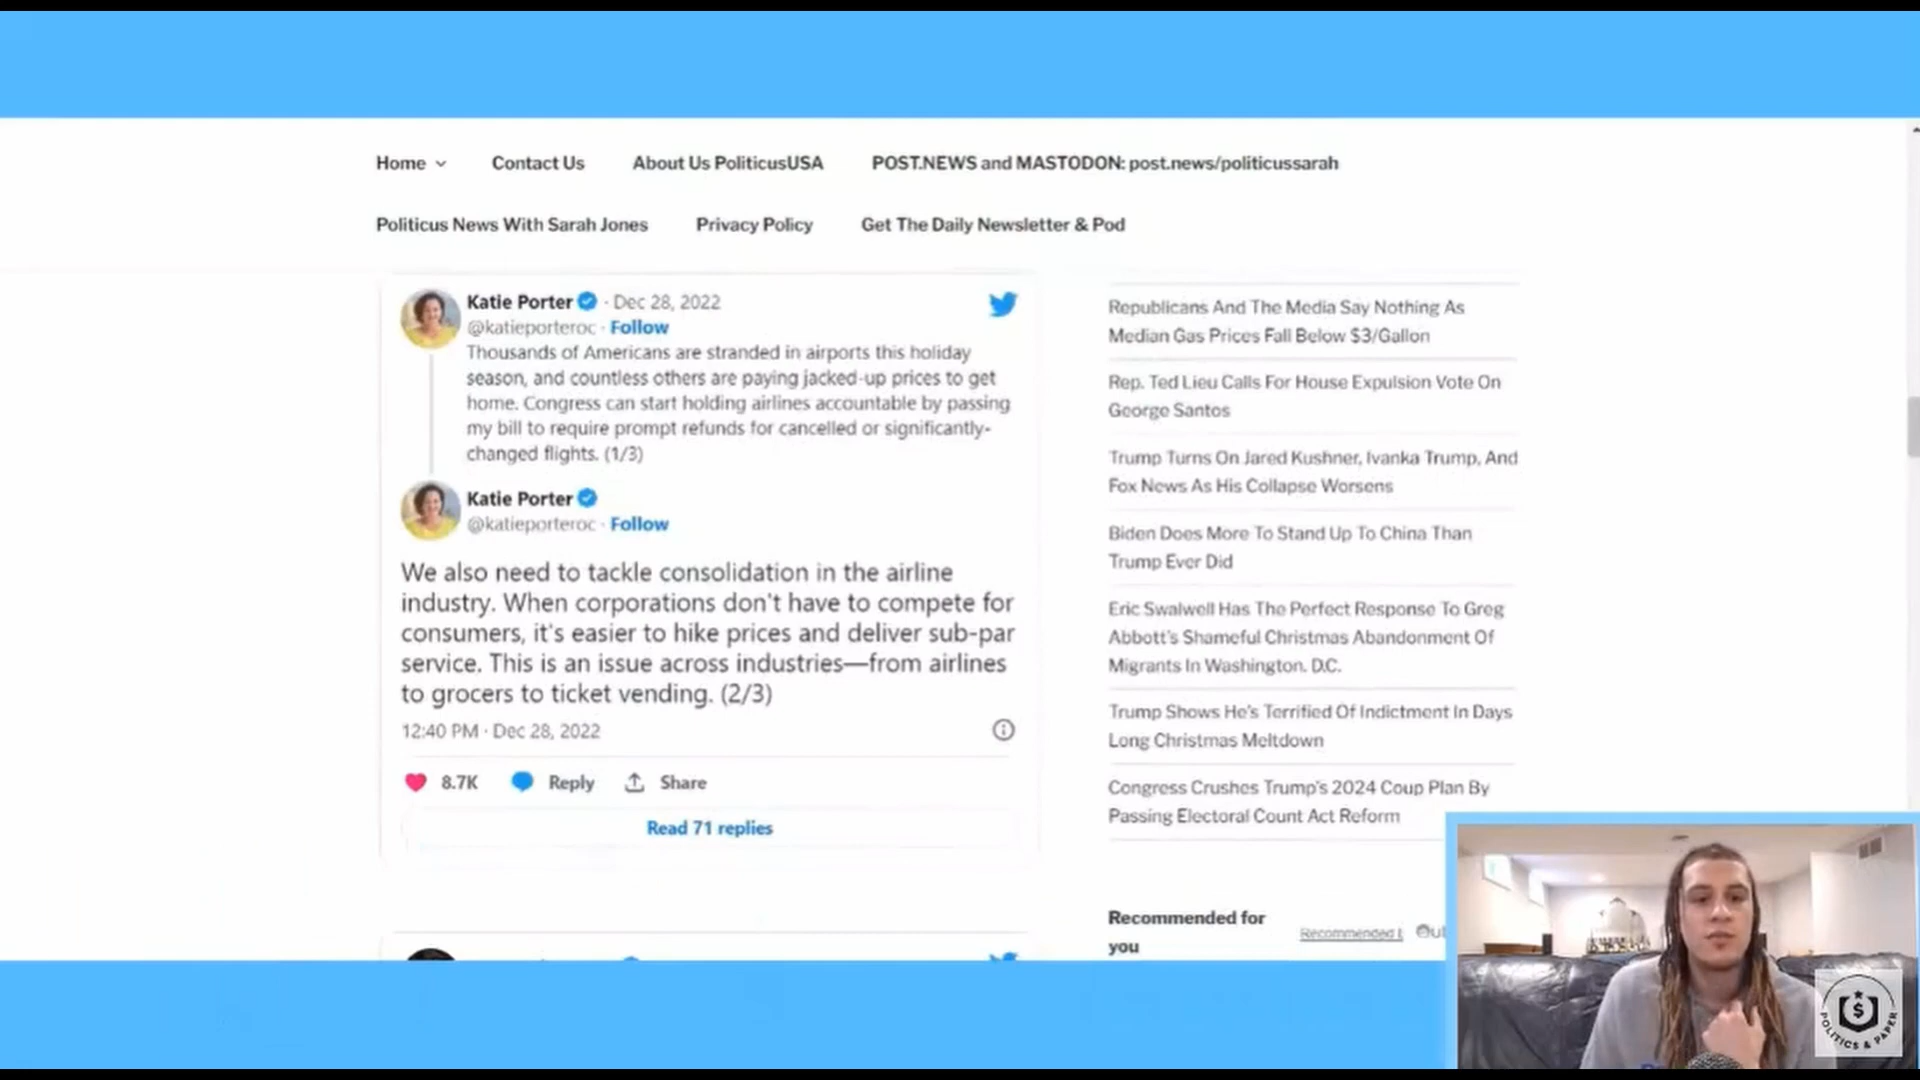 Home
Contact Us
About Us PoliticusUSA
POST.NEWS and MASTODON: post.news/politicussarah
Politicus News With Sarah Jones
Privacy Policy
Get The Daily Newsletter & Pod
Katie Porter · Dec 28, 2022
@katieporteroc · Follow
Thousands of Americans are stranded in airports this holiday
season, and countless others are paying jacked-up prices to get
home. Congress can start holding airlines accountable by passing
my bill to require prompt refunds for cancelled or significantly-
changed flights. (1/3)
Katie Porter
@katieporteroc · Follow
We also need to tackle consolidation in the airline
industry. When corporations don't have to compete for
consumers, it's easier to hike prices and deliver sub-par
service. This is an issue across industries—from airlines
to grocers to ticket vending. (2/3)
12:40 PM · Dec 28, 2022
8.7K
Reply
Share
Read 71 replies
Republicans And The Media Say Nothing As
Median Gas Prices Fall Below $3/Gallon
Rep. Ted Lieu Calls For House Expulsion Vote On
George Santos
Trump Turns On Jared Kushner, Ivanka Trump, And
Fox News As His Collapse Worsens
Biden Does More To Stand Up To China Than
Trump Ever Did
Eric Swalwell Has The Perfect Response To Greg
Abbott's Shameful Christmas Abandonment Of
Migrants In Washington, D.C.
Trump Shows He's Terrified Of Indictment In Days
Long Christmas Meltdown
Congress Crushes Trump's 2024 Coup Plan By
Passing Electoral Count Act Reform
Recommended for
you
Recommended
POLITICS & PAPER